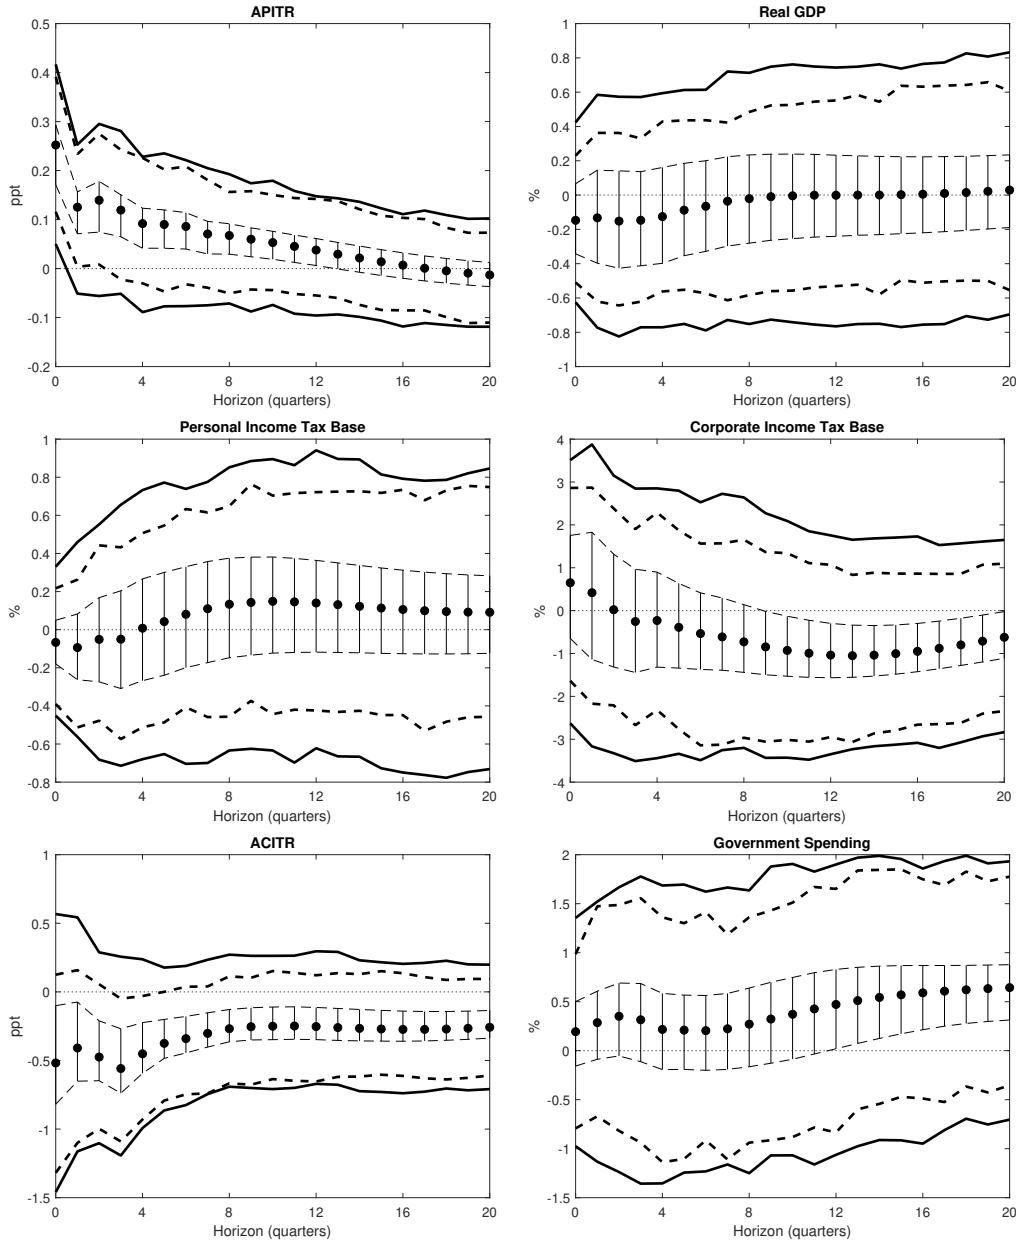 APITR
0.5
0.4
0.3
0.2
0.1
0
-0.1
-0.2
ppt
0 4 8 12 16 20
Horizon (quarters)
Real GDP
1
0.8
0.6
0.4
0.2
0
-0.2
-0.4
-0.6
-0.8
-1
%
0 4 8 12 16 20
Horizon (quarters)
Personal Income Tax Base
1
0.8
0.6
0.4
0.2
0
-0.2
-0.4
-0.6
-0.8
%
0 4 8 12 16 20
Horizon (quarters)
Corporate Income Tax Base
4
3
2
1
0
-1
-2
-3
-4
%
0 4 8 12 16 20
Horizon (quarters)
ACITR
1
0.5
0
-0.5
-1
-1.5
ppt
0 4 8 12 16 20
Horizon (quarters)
Government Spending
2
1.5
1
0.5
0
-0.5
-1
-1.5
%
0 4 8 12 16 20
Horizon (quarters)